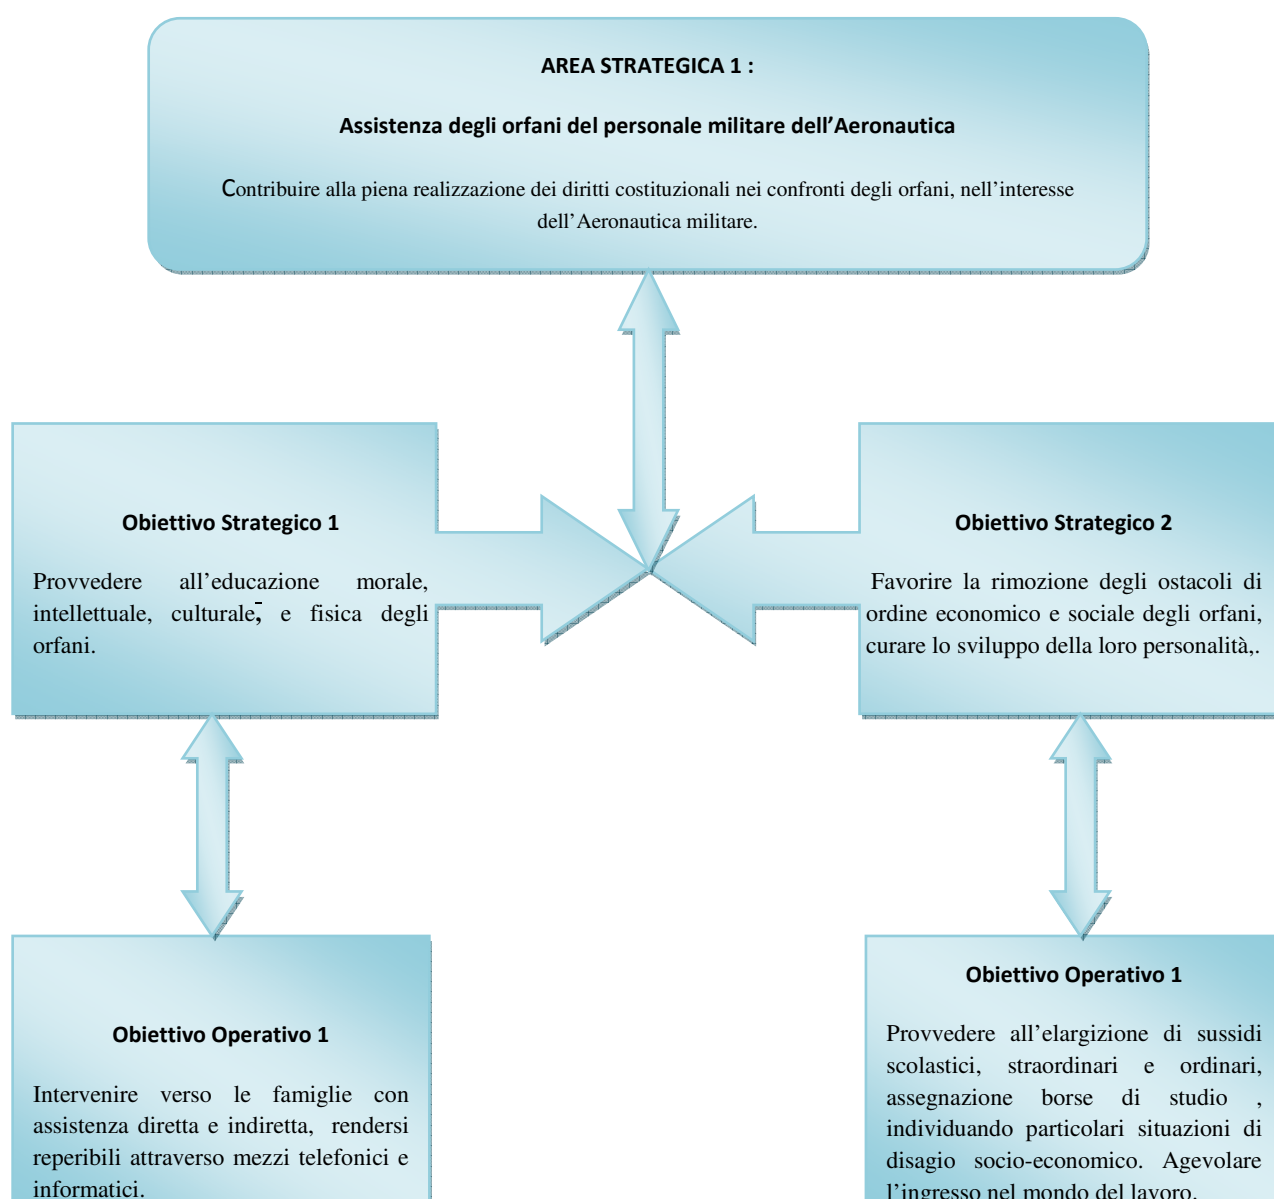 AREA STRATEGICA 1 :
Assistenza degli orfani del personale militare dell’Aeronautica
Contribuire alla piena realizzazione dei diritti costituzionali nei confronti degli orfani, nell’interesse
dell’Aeronautica militare.
Obiettivo Strategico 1
Provvedere all’educazione morale,
intellettuale, culturale, e fisica degli
orfani.
Obiettivo Strategico 2
Favorire la rimozione degli ostacoli di
ordine economico e sociale degli orfani,
curare lo sviluppo della loro personalità,.
Obiettivo Operativo 1
Intervenire verso le famiglie con
assistenza diretta e indiretta, rendersi
reperibili attraverso mezzi telefonici e
informatici.
Obiettivo Operativo 1
Provvedere all’elargizione di sussidi
scolastici, straordinari e ordinari,
assegnazione borse di studio ,
individuando particolari situazioni di
disagio socio-economico. Agevolare
l’ingresso nel mondo del lavoro.